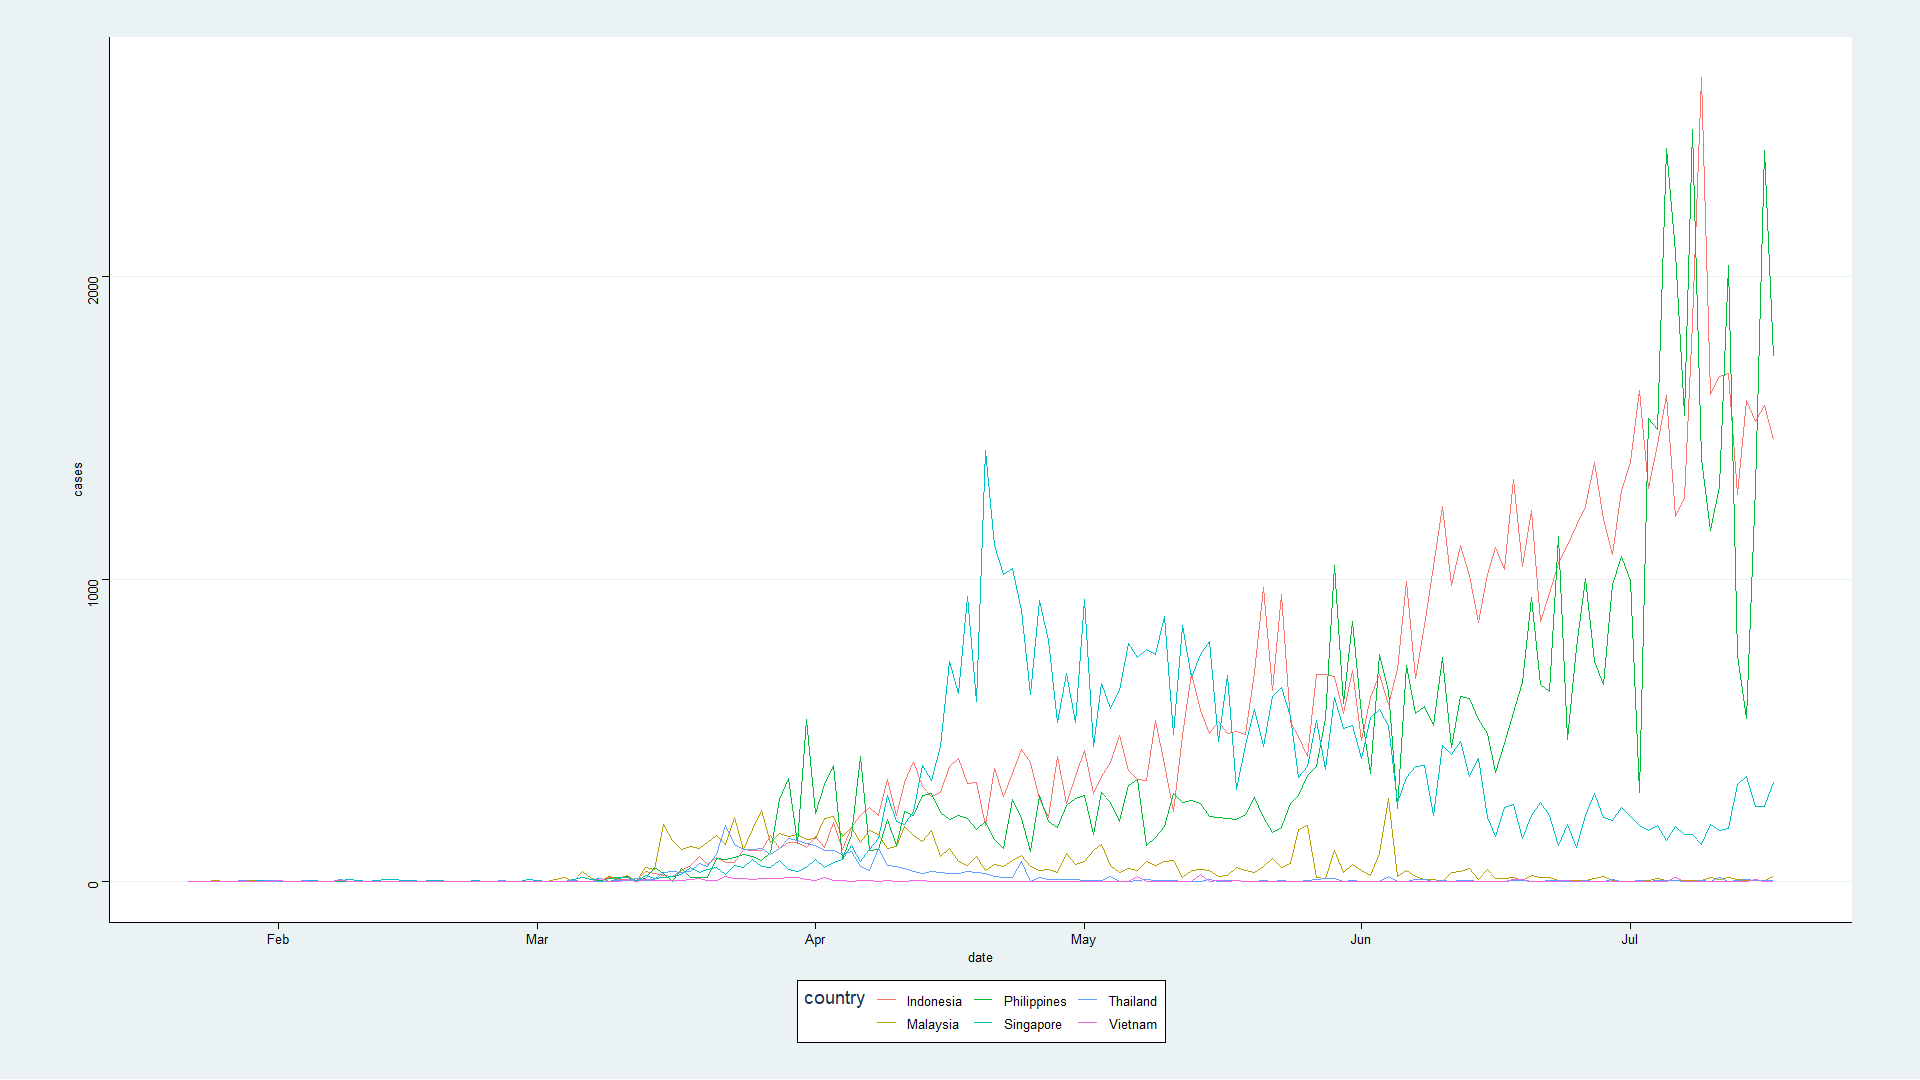 2000
1000
0
cases
Feb Mar Apr May Jun Jul
date
country Indonesia Philippines Thailand
Malaysia Singapore Vietnam